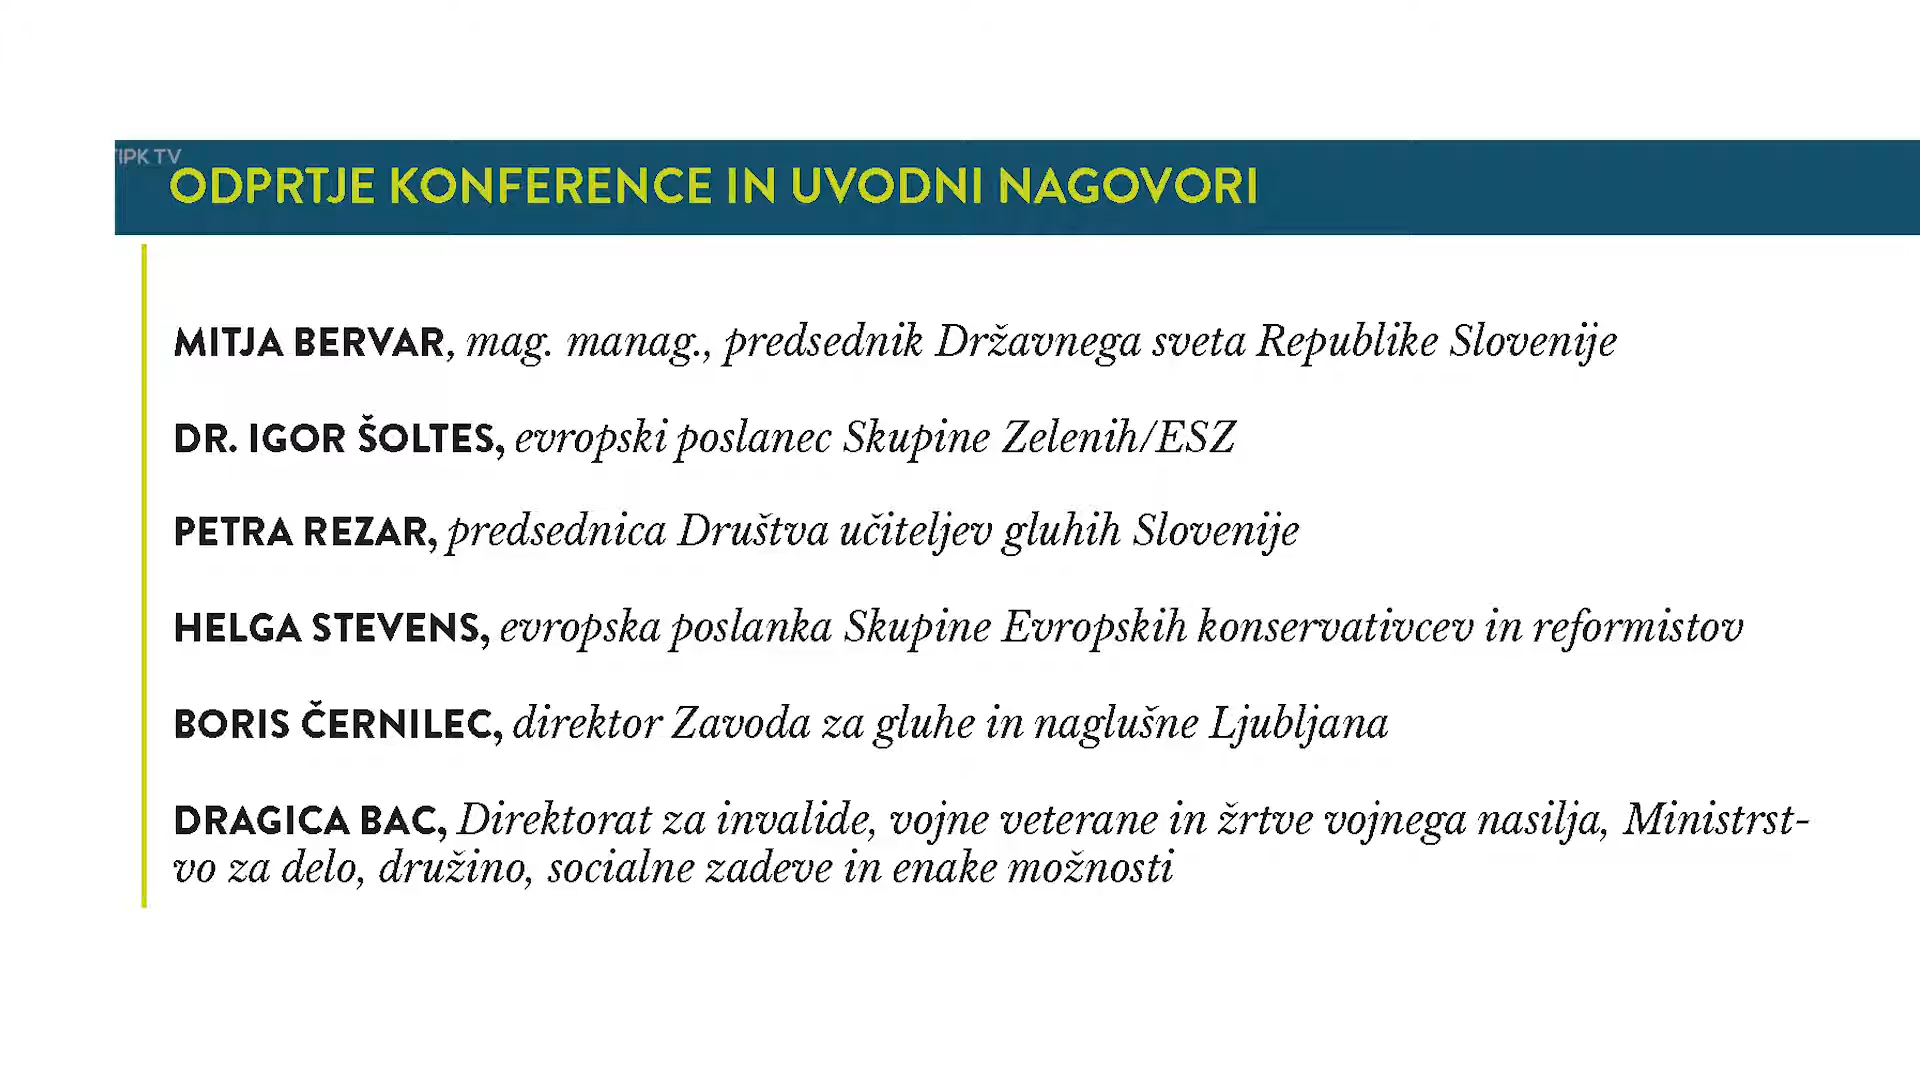 TIPK TV
ODPRTJE KONFERENCE IN UVODNI NAGOVORI
MITJA BERVAR, mag. manag., predsednik Državnega sveta Republike Slovenije
DR. IGOR ŠOLTES, evropski poslanec Skupine Zelenih/ESZ
PETRA REZAR, predsednica Društva učiteljev gluhih Slovenije
HELGA STEVENS, evropska poslanka Skupine Evropskih konservativcev in reformistov
BORIS ČERNILEC, direktor Zavoda za gluhe in naglušne Ljubljana
DRAGICA BAC, Direktorat za invalide, vojne veterane in žrtve vojnega nasilja, Ministrst-
vo za delo, družino, socialne zadeve in enake možnosti